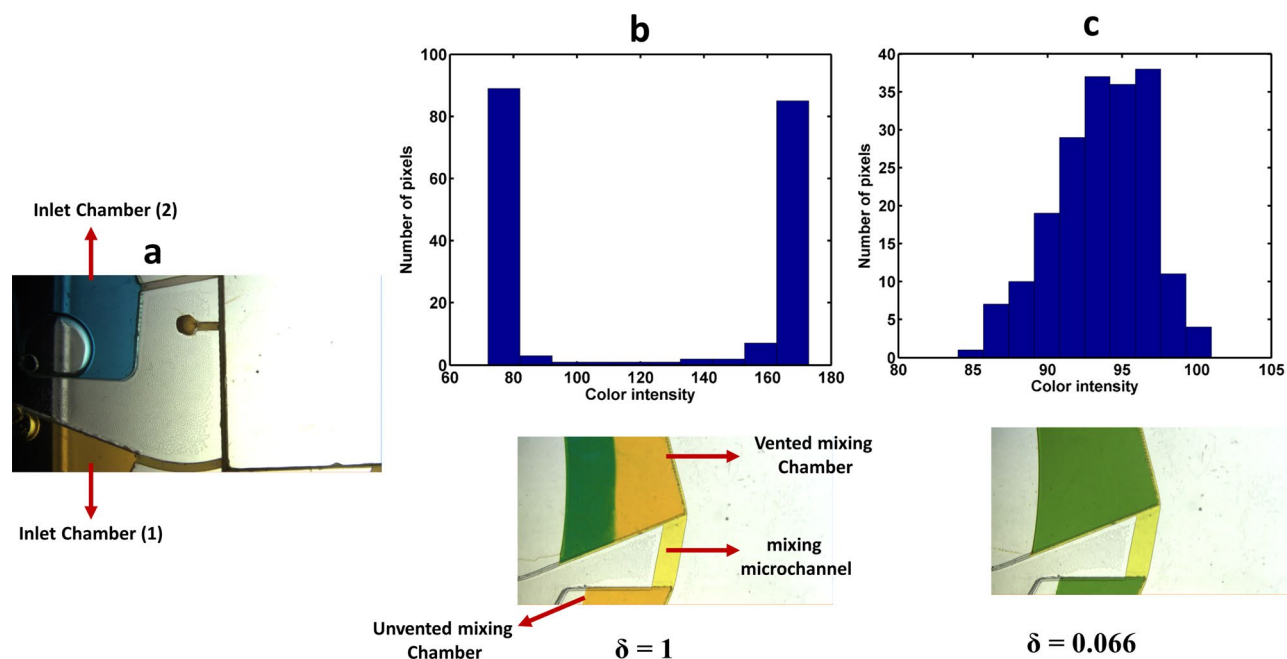 a
Inlet Chamber (2)
Inlet Chamber (1)
b
Number of pixels
100
80
60
40
20
0
60 80 100 120 140 160 180
Color intensity
Vented mixing
Chamber
mixing
microchannel
Unvented mixing
Chamber
δ = 1
c
Number of pixels
40
35
30
25
20
15
10
5
0
80 85 90 95 100 105
Color intensity
δ = 0.066